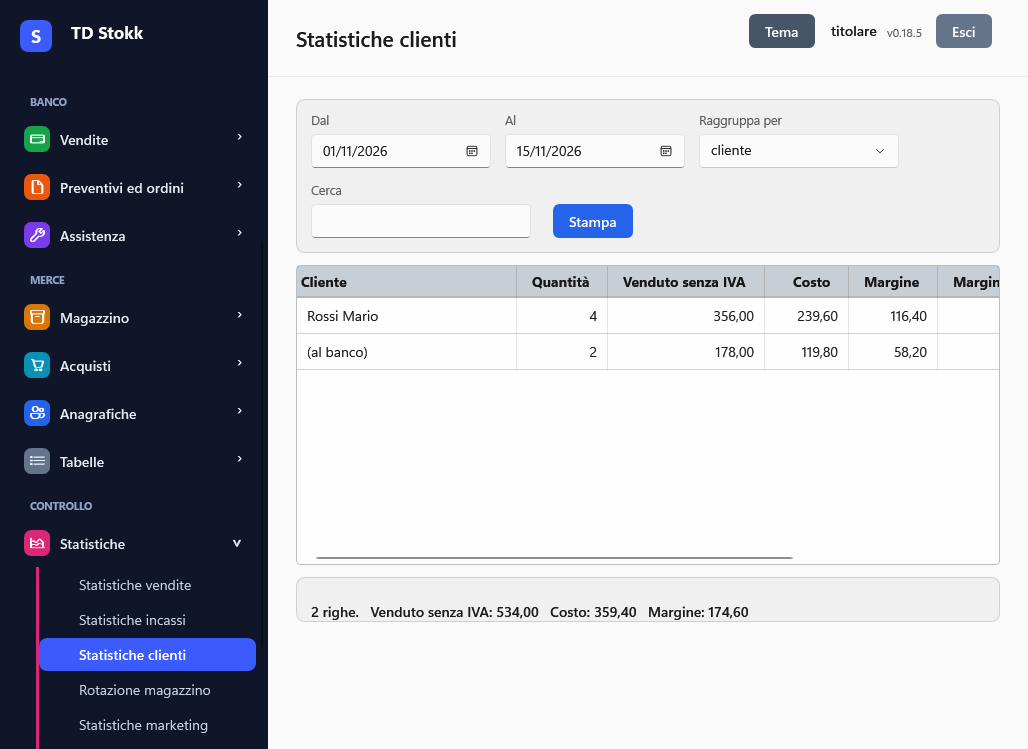 S
TD Stokk
BANCO
Vendite
Preventivi ed ordini
Assistenza
MERCE
Magazzino
Acquisti
Anagrafiche
Tabelle
CONTROLLO
Statistiche
Statistiche vendite
Statistiche incassi
Statistiche clienti
Rotazione magazzino
Statistiche marketing
Statistiche clienti
Tema
titolare
v0.18.5
Esci
Dal
Al
Raggruppa per
01/11/2026
15/11/2026
cliente
Cerca
Stampa
Cliente Quantità Venduto senza IVA Costo Margine Margin
Rossi Mario 4 356,00 239,60 116,40
(al banco) 2 178,00 119,80 58,20
2 righe. Venduto senza IVA: 534,00 Costo: 359,40 Margine: 174,60